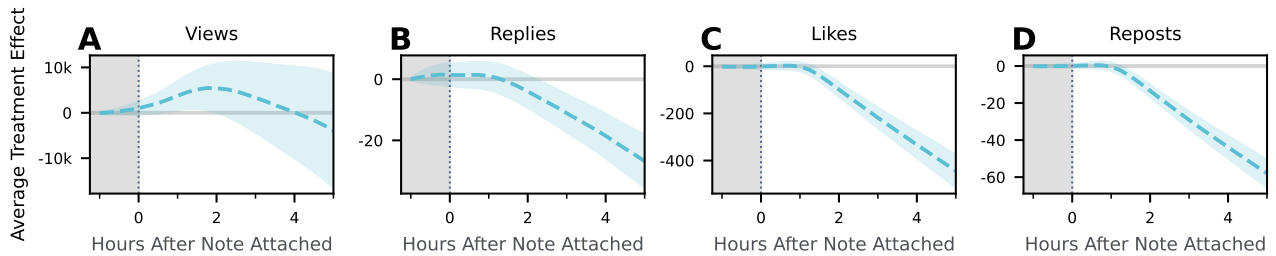 Average Treatment Effect
A
Views
10k
0
-10k
0
2
4
Hours After Note Attached
B
Replies
0
-20
0
2
4
Hours After Note Attached
C
Likes
0
-200
-400
0
2
4
Hours After Note Attached
D
Reposts
0
-20
-40
-60
0
2
4
Hours After Note Attached